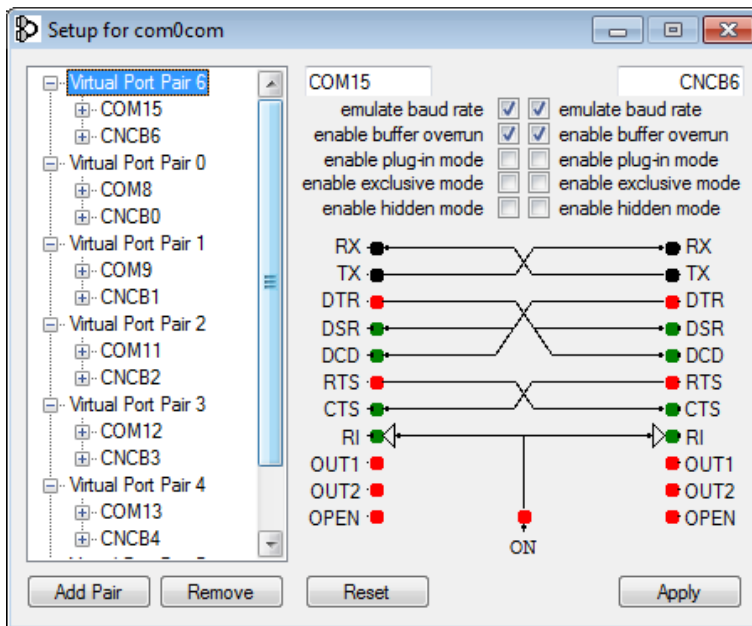 Setup for com0com
Virtual Port Pair 6
COM15
CNCB6
Virtual Port Pair 0
COM8
CNCB0
Virtual Port Pair 1
COM9
CNCB1
Virtual Port Pair 2
COM11
CNCB2
Virtual Port Pair 3
COM12
CNCB3
Virtual Port Pair 4
COM13
CNCB4
COM15 CNCB6
emulate baud rate emulate baud rate
enable buffer overrun enable buffer overrun
enable plug-in mode enable plug-in mode
enable exclusive mode enable exclusive mode
enable hidden mode enable hidden mode
RX RX
TX TX
DTR DTR
DSR DSR
DCD DCD
RTS RTS
CTS CTS
RI RI
OUT1 OUT1
OUT2 OUT2
OPEN OPEN
ON
Add Pair Remove Reset Apply